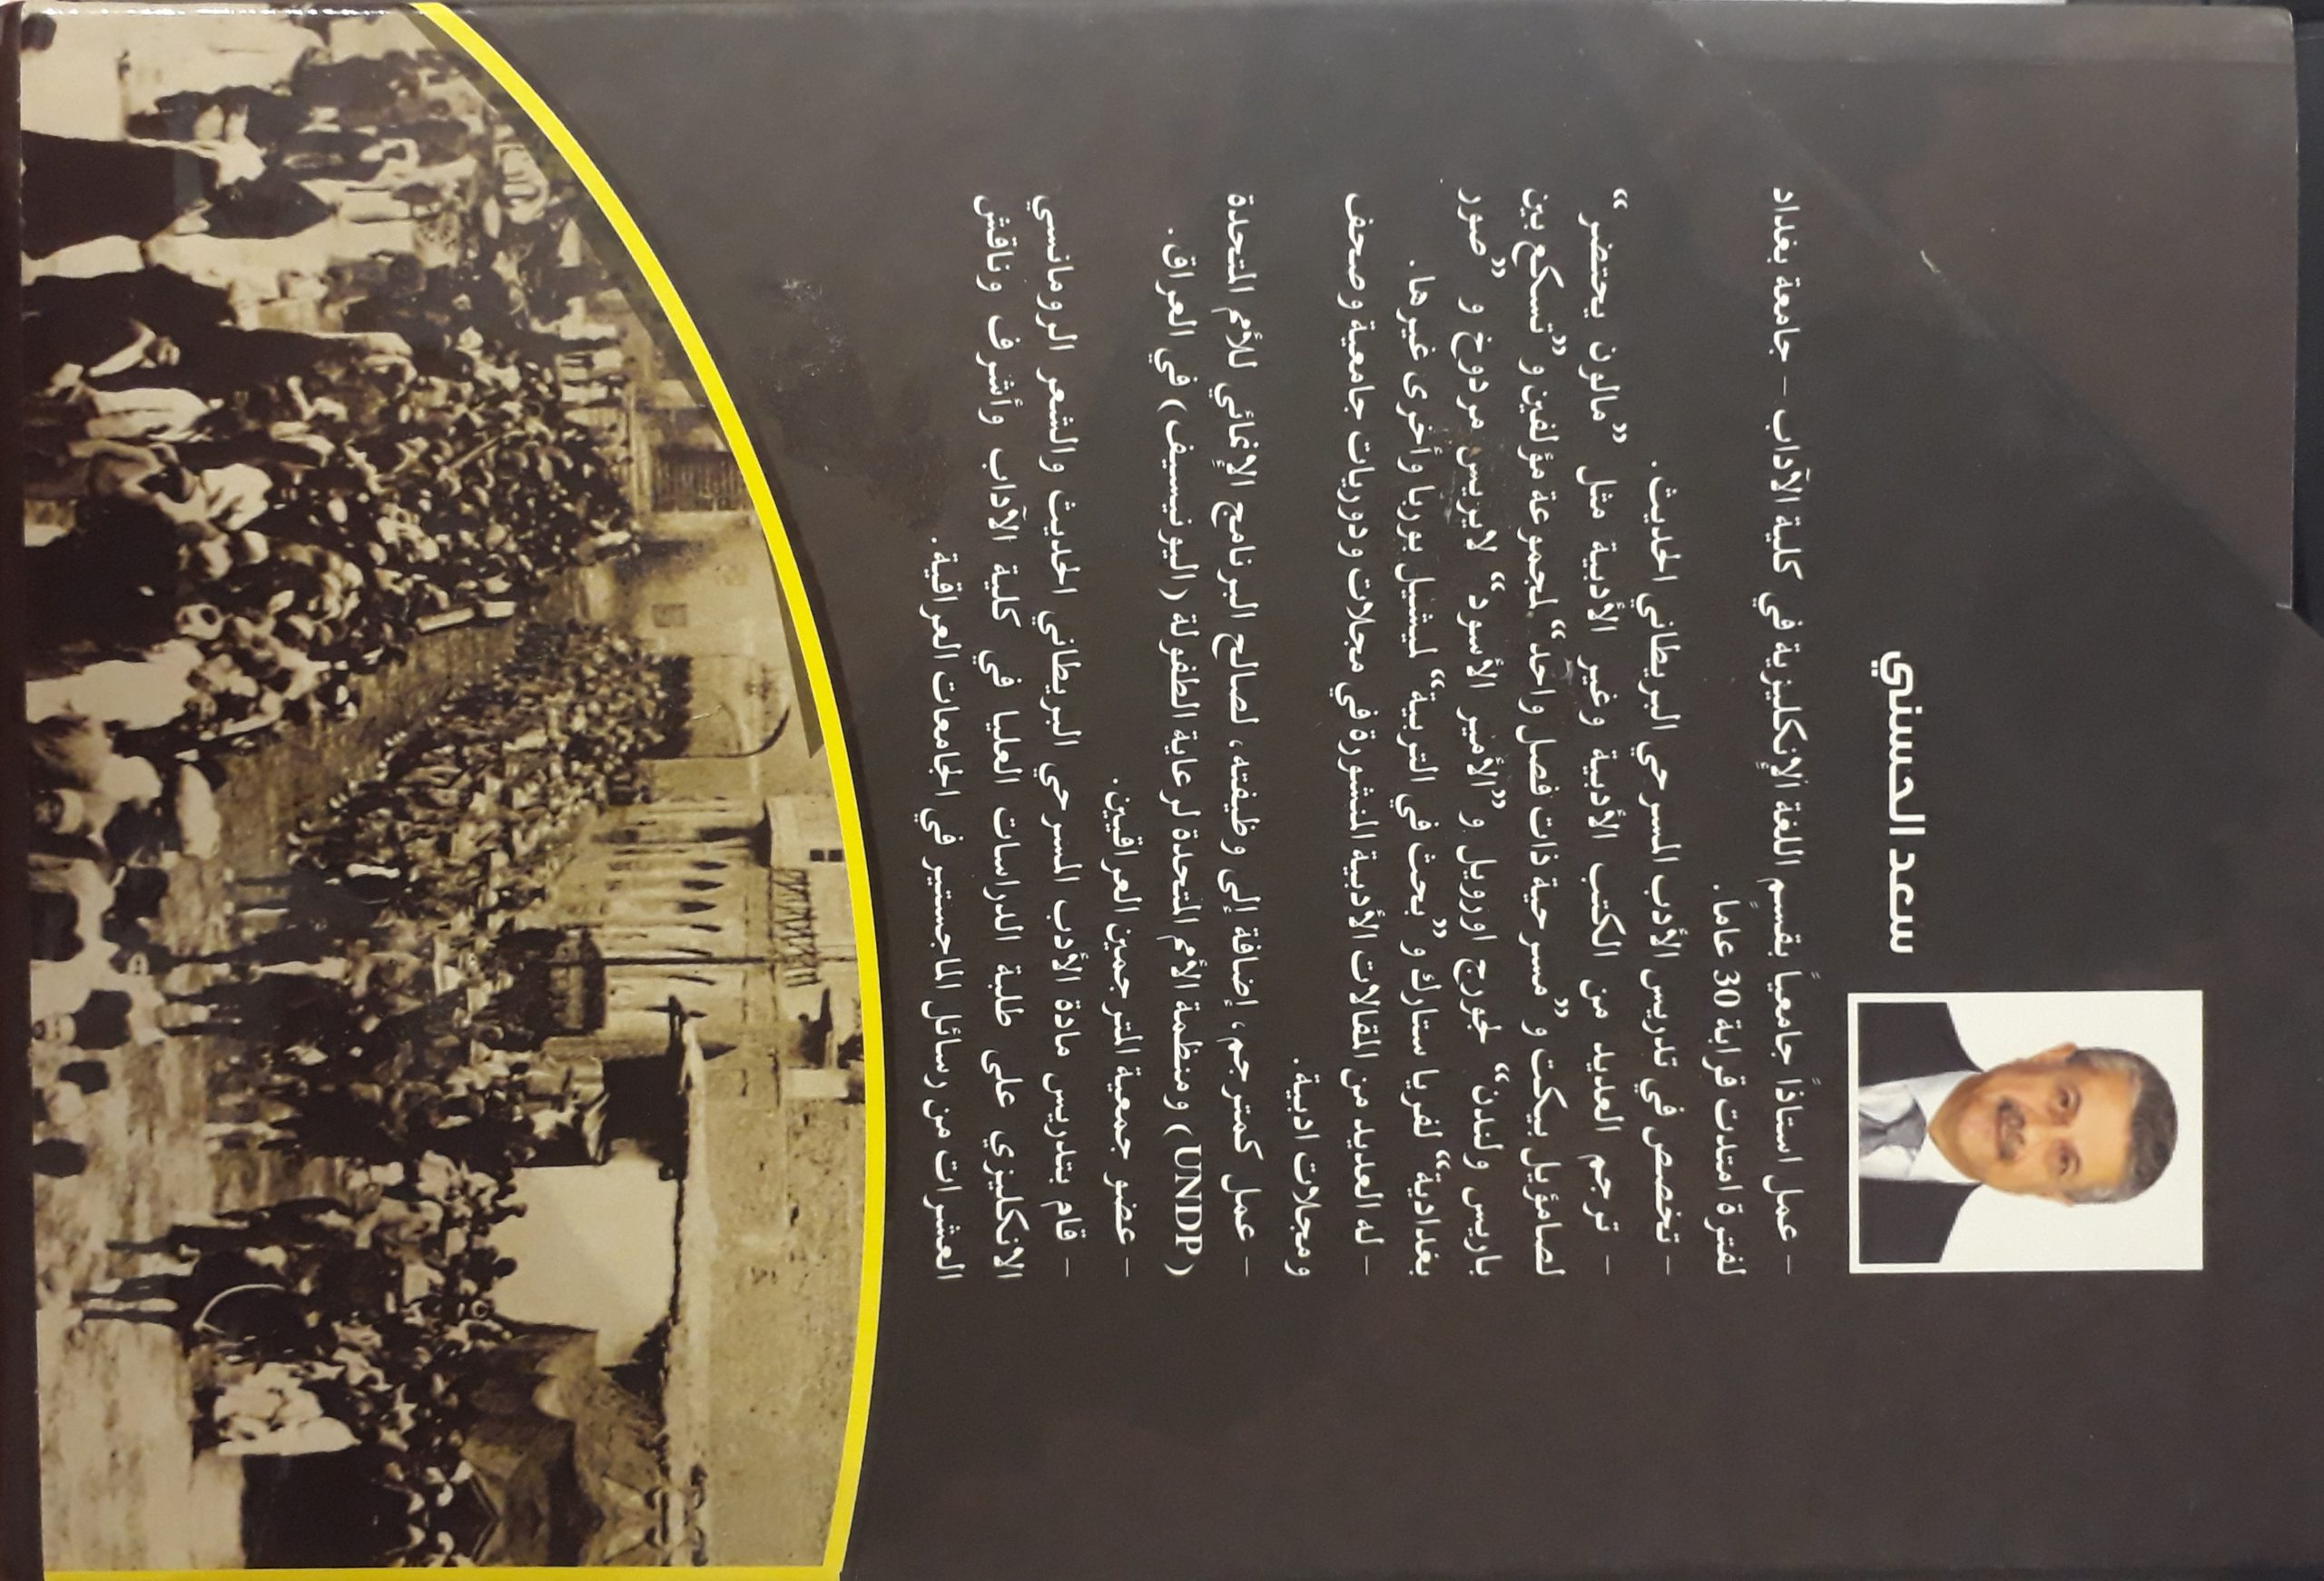 سعد الحسني
– عمل استاذاً جامعياً بقسم اللغة الإنكليزية في كلية الآداب – جامعة بغداد
لفترة امتدت قرابة 30 عاماً.
– تخصص في تدريس الأدب المسرحي البريطاني الحديث.
– ترجم العديد من الكتب الأدبية وغير الأدبية مثل ”مالون يحتضر“
لصامؤيل بيكت و”مسرحية ذات فصل واحد“ لمجموعة مؤلفين و”تسكع بين
باريس ولندن“ لجورج اورويل و”الأمير الأسود“ لايريس مردوخ و ”صور
بغدادية“ لفريا ستارك و”بحث في التربية“ لميشيل بوربا وأخرى غيرها.
– له العديد من المقالات الأدبية المنشورة في مجلات ودوريات جامعية وصحف
ومجلات ادبية.
– عمل كمترجم، إضافة إلى وظيفته، لصالح البرنامج الإنمائي للأمم المتحدة
(UNDP) ومنظمة الأمم المتحدة لرعاية الطفولة (اليونيسيف) في العراق.
– عضو جمعية المترجمين العراقيين.
– قام بتدريس مادة الأدب المسرحي البريطاني الحديث والشعر الرومانسي
الانكليزي على طلبة الدراسات العليا في كلية الآداب وأشرف وناقش
العشرات من رسائل الماجستير في الجامعات العراقية.